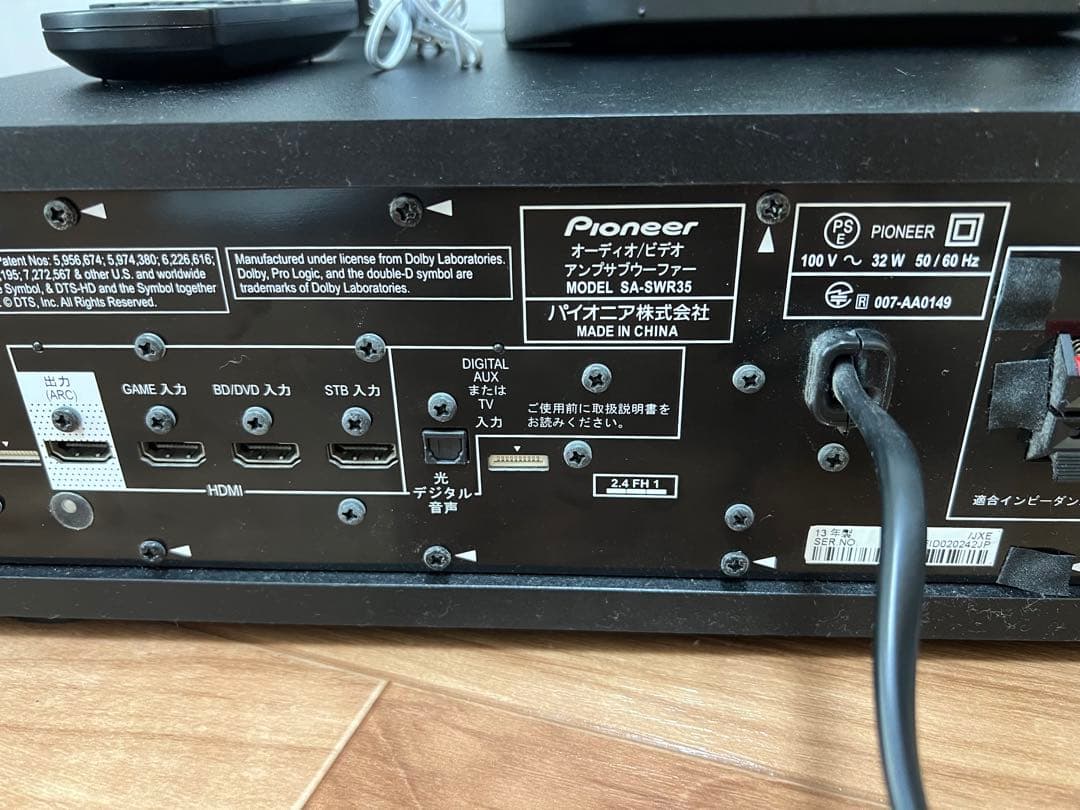 Patent Nos: 5,956,674; 5,974,380; 6,226,616;
195; 7,272,567 & other U.S. and worldwide
Symbol, & DTS-HD and the Symbol together
© DTS, Inc. All Rights Reserved.
Manufactured under license from Dolby Laboratories.
Dolby, Pro Logic, and the double-D symbol are
trademarks of Dolby Laboratories.
Pioneer
オーディオ/ビデオ
アンプサブウーファー
MODEL SA-SWR35
パイオニア株式会社
MADE IN CHINA
PSE PIONEER
100 V ～ 32 W 50 / 60 Hz
R 007-AA0149
出力
(ARC)
GAME 入力
BD/DVD 入力
STB 入力
HDMI
DIGITAL
AUX
または
TV
入力
光
デジタル
音声
ご使用前に取扱説明書を
お読みください。
2.4 FH 1
適合インピーダン
13 年製
SER.NO.
/JXE
020242JP